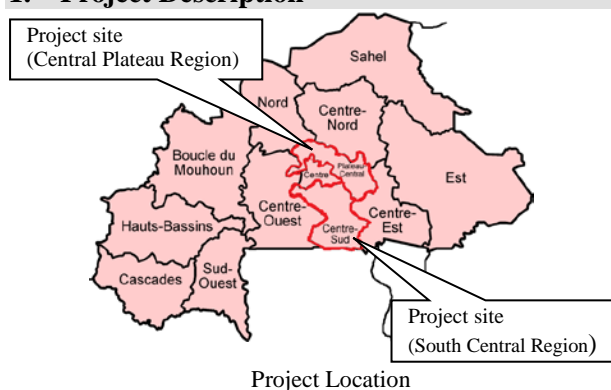 1. Project Description
Project site
(Central Plateau Region)
Sahel
Nord
Centre-
Nord
Boucle du
Mouhoun
Plateau
Central
Centre
Est
Centre-
Ouest
Centre-
Est
Hauts-Bassins
Centre-
Sud
Cascades
Sud-
Ouest
Project site
(South Central Region)
Project Location